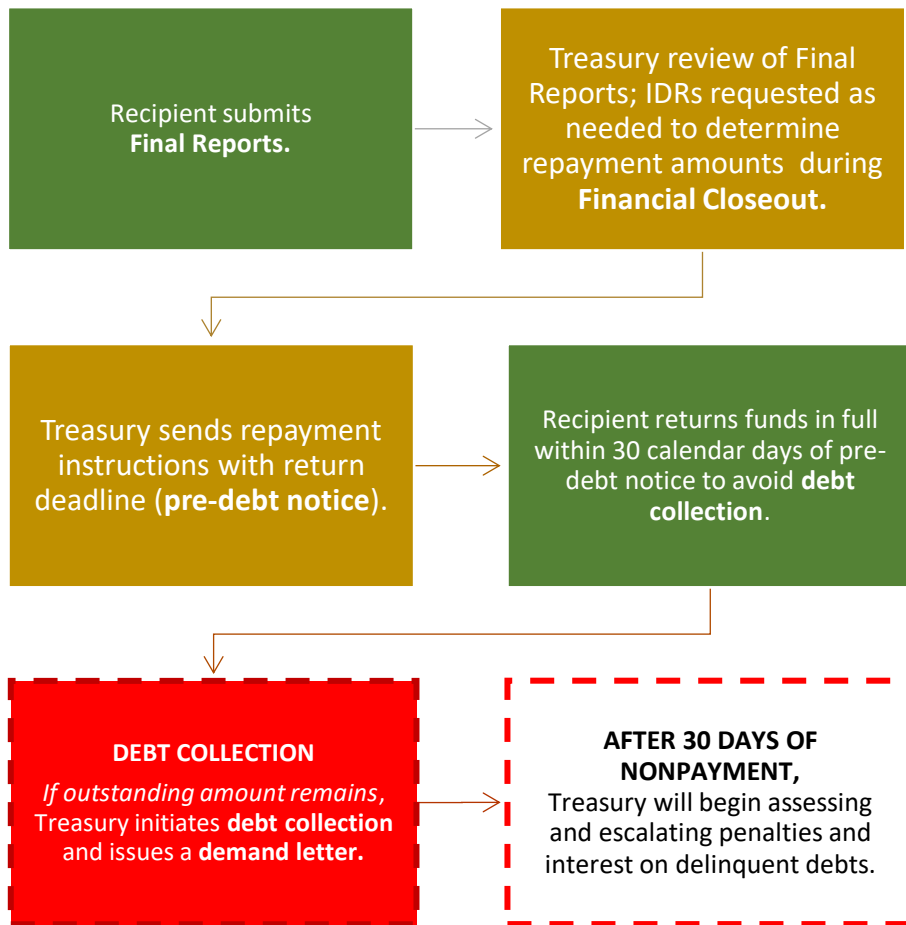 Recipient submits
Final Reports.
Treasury review of Final
Reports; IDRs requested as
needed to determine
repayment amounts during
Financial Closeout.
Treasury sends repayment
instructions with return
deadline (pre-debt notice).
Recipient returns funds in full
within 30 calendar days of pre-
debt notice to avoid debt
collection.
DEBT COLLECTION
If outstanding amount remains,
Treasury initiates debt collection
and issues a demand letter.
AFTER 30 DAYS OF
NONPAYMENT,
Treasury will begin assessing
and escalating penalties and
interest on delinquent debts.